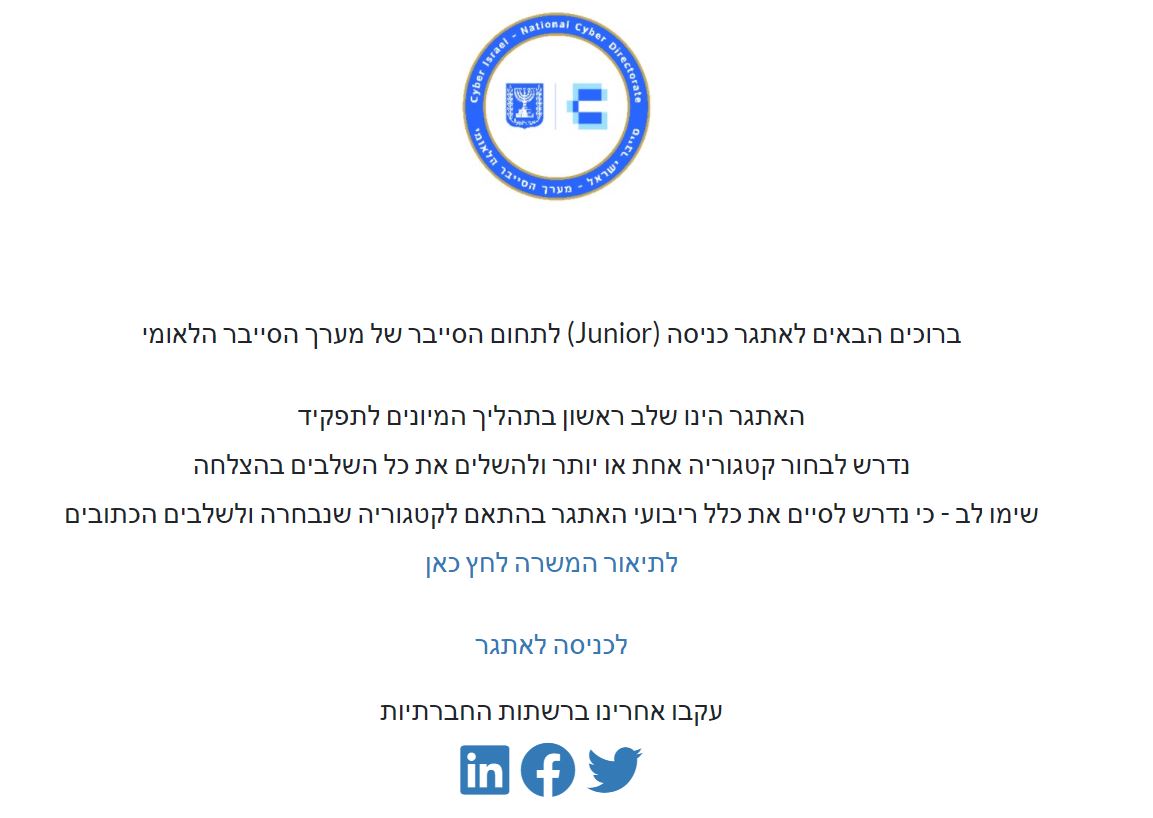 Cyber Israel - National Cyber Directorate
סייבר ישראל - מערך הסייבר הלאומי
ברוכים הבאים לאתגר כניסה (Junior) לתחום הסייבר של מערך הסייבר הלאומי
האתגר הינו שלב ראשון בתהליך המיונים לתפקיד
נדרש לבחור קטגוריה אחת או יותר ולהשלים את כל השלבים בהצלחה
שימו לב - כי נדרש לסיים את כלל ריבועי האתגר בהתאם לקטגוריה שנבחרה ולשלבים הכתובים
לתיאור המשרה לחץ כאן
לכניסה לאתגר
עקבו אחרינו ברשתות החברתיות
in f